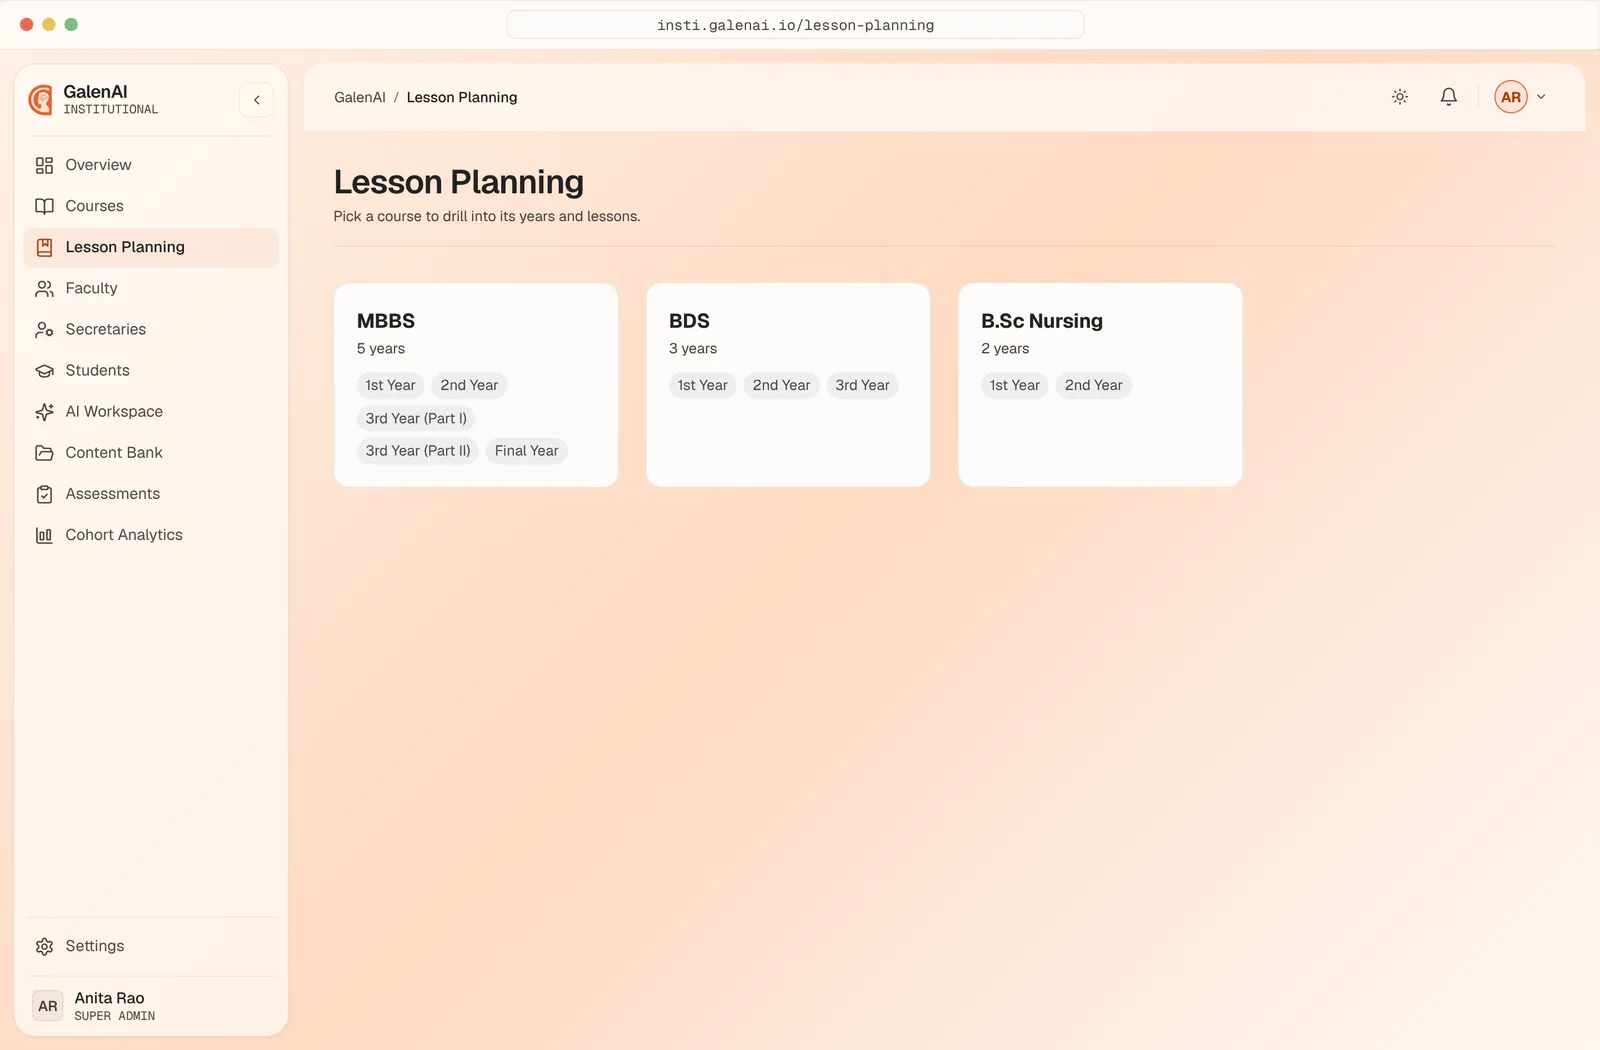 insti.galenai.io/lesson-planning
GalenAI
INSTITUTIONAL
Overview
Courses
Lesson Planning
Faculty
Secretaries
Students
AI Workspace
Content Bank
Assessments
Cohort Analytics
Settings
AR
Anita Rao
SUPER ADMIN
GalenAI / Lesson Planning
AR
Lesson Planning
Pick a course to drill into its years and lessons.
MBBS
5 years
1st Year 2nd Year
3rd Year (Part I)
3rd Year (Part II) Final Year
BDS
3 years
1st Year 2nd Year 3rd Year
B.Sc Nursing
2 years
1st Year 2nd Year